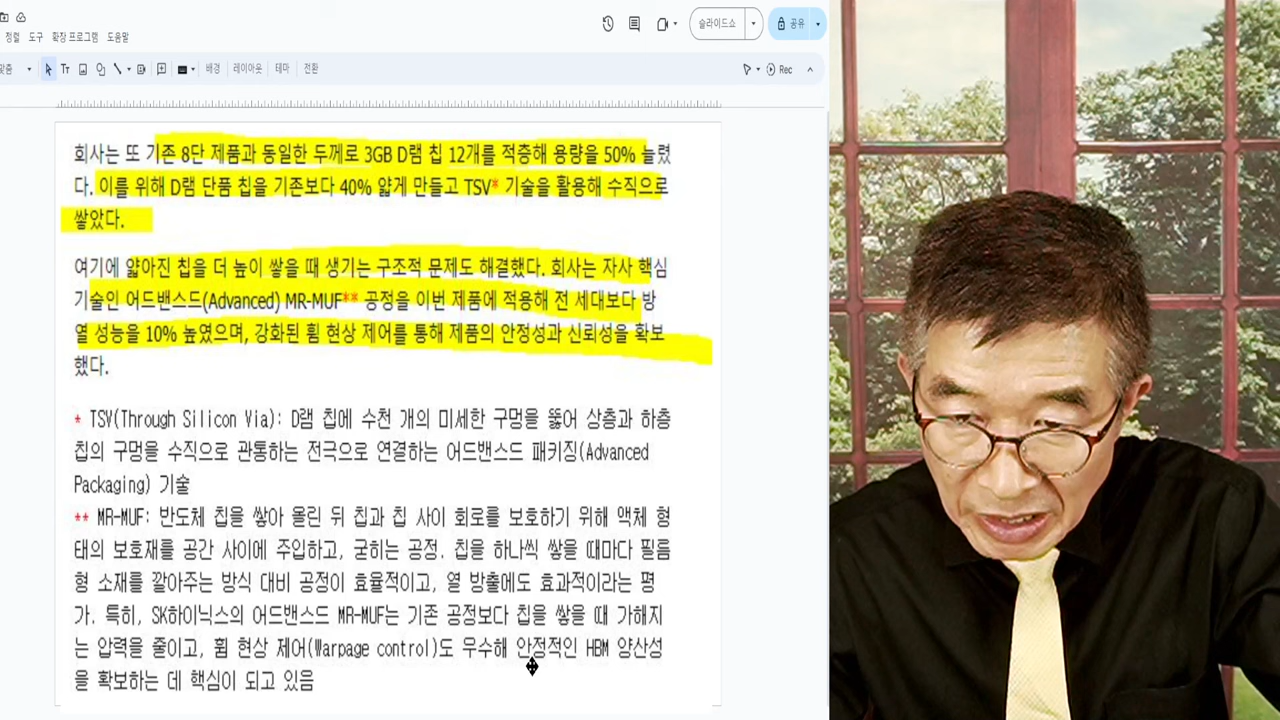 정렬 도구 확장 프로그램 도움말
슬라이드쇼
공유
맞춤
배경 레이아웃 테마 전환
Rec
회사는 또 기존 8단 제품과 동일한 두께로 3GB D램 칩 12개를 적층해 용량을 50% 늘렸
다. 이를 위해 D램 단품 칩을 기존보다 40% 얇게 만들고 TSV* 기술을 활용해 수직으로
쌓았다.
여기에 얇아진 칩을 더 높이 쌓을 때 생기는 구조적 문제도 해결했다. 회사는 자사 핵심
기술인 어드밴스드(Advanced) MR-MUF** 공정을 이번 제품에 적용해 전 세대보다 방
열 성능을 10% 높였으며, 강화된 휨 현상 제어를 통해 제품의 안정성과 신뢰성을 확보
했다.
* TSV(Through Silicon Via): D램 칩에 수천 개의 미세한 구멍을 뚫어 상층과 하층
칩의 구멍을 수직으로 관통하는 전극으로 연결하는 어드밴스드 패키징(Advanced
Packaging) 기술
** MR-MUF: 반도체 칩을 쌓아 올린 뒤 칩과 칩 사이 회로를 보호하기 위해 액체 형
태의 보호재를 공간 사이에 주입하고, 굳히는 공정. 칩을 하나씩 쌓을 때마다 필름
형 소재를 깔아주는 방식 대비 공정이 효율적이고, 열 방출에도 효과적이라는 평
가. 특히, SK하이닉스의 어드밴스드 MR-MUF는 기존 공정보다 칩을 쌓을 때 가해지
는 압력을 줄이고, 휨 현상 제어(Warpage control)도 우수해 안정적인 HBM 양산성
을 확보하는 데 핵심이 되고 있음